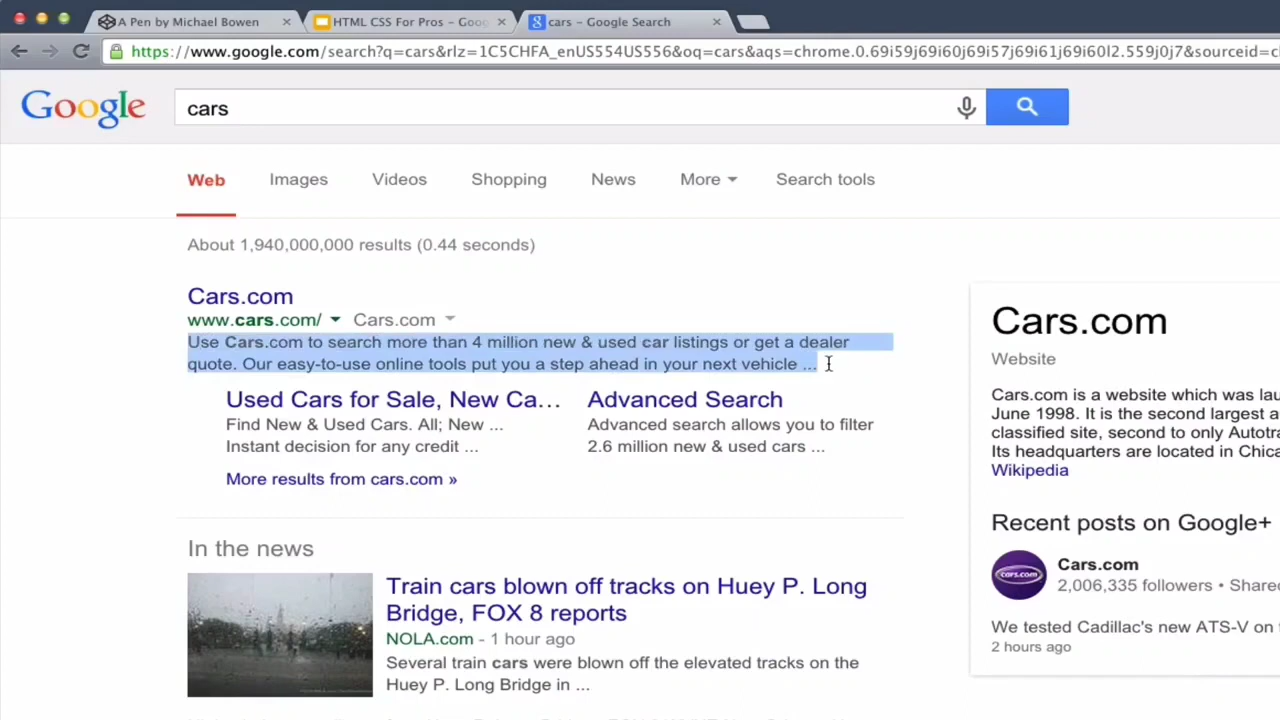 A Pen by Michael Bowen
HTML CSS For Pros – Goo
cars – Google Search
https://www.google.com/search?q=cars&rlz=1C5CHFA_enUS554US556&oq=cars&aqs=chrome.0.69i59j69i60j69i57j69i61j69i60l2.559j0j7&sourceid=c
Google
cars
Web
Images
Videos
Shopping
News
More
Search tools
About 1,940,000,000 results (0.44 seconds)
Cars.com
www.cars.com/ Cars.com
Use Cars.com to search more than 4 million new & used car listings or get a dealer
quote. Our easy-to-use online tools put you a step ahead in your next vehicle ...
Used Cars for Sale, New Ca...
Find New & Used Cars. All; New ...
Instant decision for any credit ...
Advanced Search
Advanced search allows you to filter
2.6 million new & used cars ...
More results from cars.com »
In the news
Train cars blown off tracks on Huey P. Long
Bridge, FOX 8 reports
NOLA.com - 1 hour ago
Several train cars were blown off the elevated tracks on the
Huey P. Long Bridge in ...
Cars.com
Website
Cars.com is a website which was lau
June 1998. It is the second largest a
classified site, second to only Autotra
Its headquarters are located in Chica
Wikipedia
Recent posts on Google+
cars.com
Cars.com
2,006,335 followers • Share
We tested Cadillac's new ATS-V on
2 hours ago